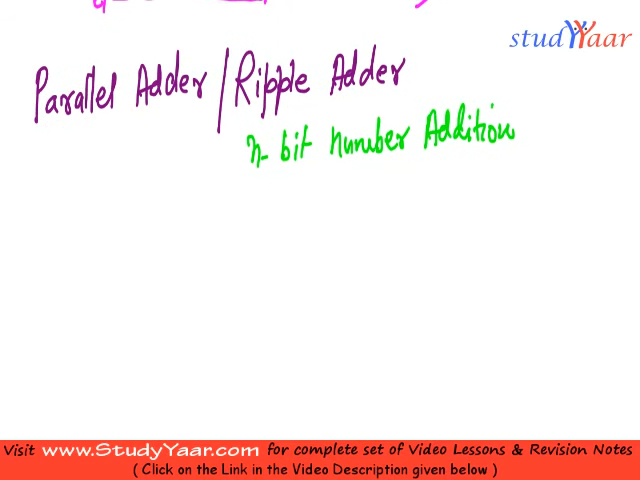 studYYaar
Parallel Adder / Ripple Adder
n-bit number Addition
Visit www.StudyYaar.com for complete set of Video Lessons & Revision Notes
( Click on the Link in the Video Description given below )